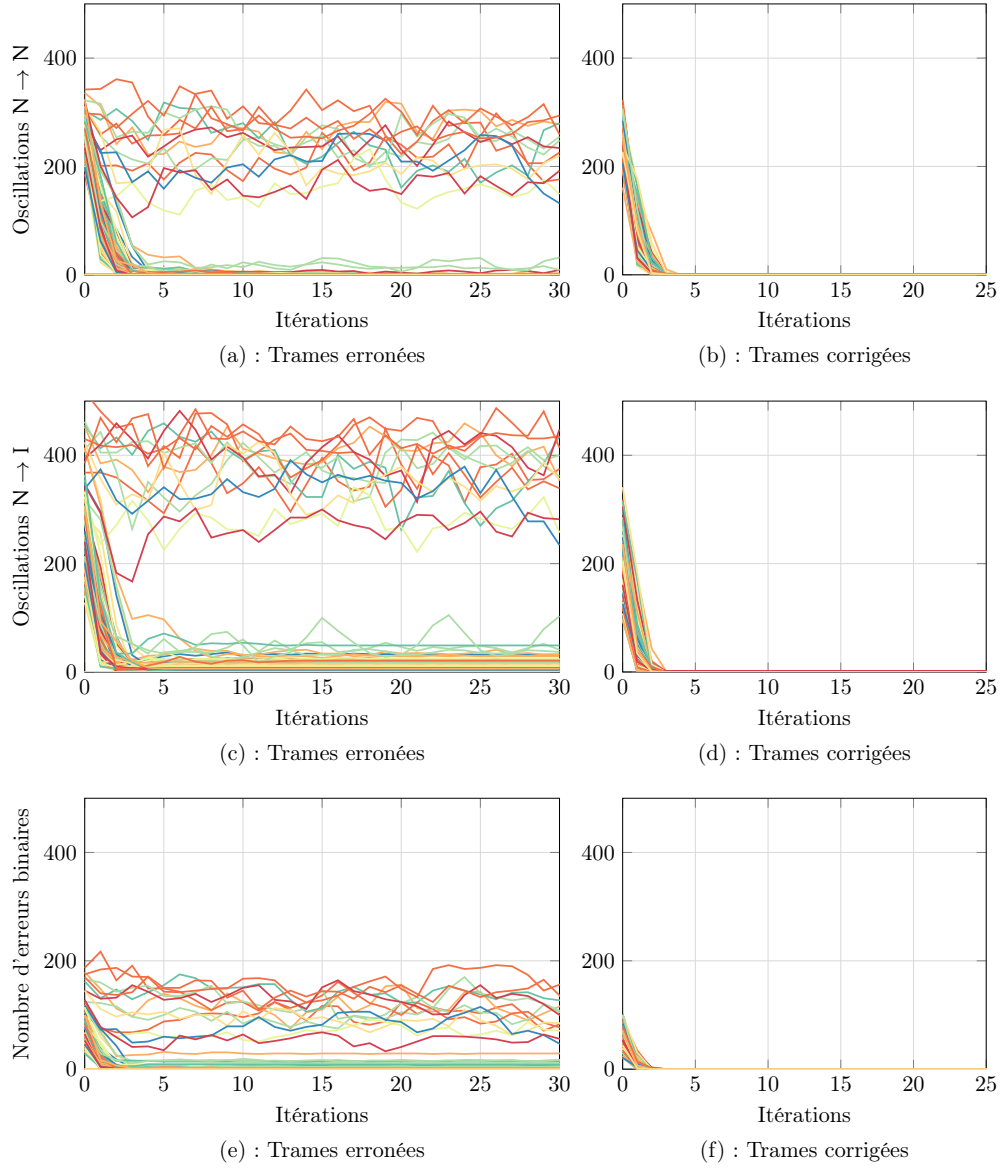 Oscillations N → N
400
200
0
0 5 10 15 20 25 30
Itérations
(a) : Trames erronées
400
200
0
0 5 10 15 20 25
Itérations
(b) : Trames corrigées
Oscillations N → I
400
200
0
0 5 10 15 20 25 30
Itérations
(c) : Trames erronées
400
200
0
0 5 10 15 20 25
Itérations
(d) : Trames corrigées
Nombre d'erreurs binaires
400
200
0
0 5 10 15 20 25 30
Itérations
(e) : Trames erronées
400
200
0
0 5 10 15 20 25
Itérations
(f) : Trames corrigées